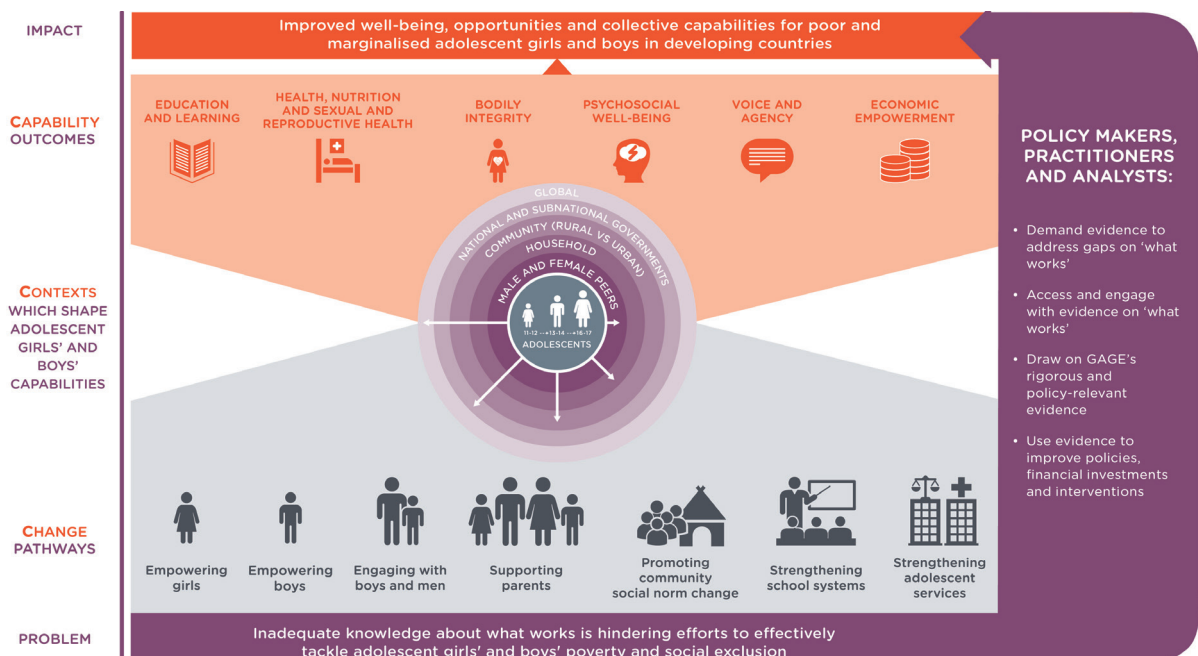 IMPACT
Improved well-being, opportunities and collective capabilities for poor and
marginalised adolescent girls and boys in developing countries
CAPABILITY
OUTCOMES
EDUCATION
AND LEARNING
HEALTH, NUTRITION
AND SEXUAL AND
REPRODUCTIVE HEALTH
BODILY
INTEGRITY
PSYCHOSOCIAL
WELL-BEING
VOICE AND
AGENCY
ECONOMIC
EMPOWERMENT
CONTEXTS
WHICH SHAPE
ADOLESCENT
GIRLS' AND
BOYS'
CAPABILITIES
GLOBAL
NATIONAL AND SUBNATIONAL GOVERNMENTS
COMMUNITY (RURAL VS URBAN)
HOUSEHOLD
MALE AND FEMALE PEERS
11-12 → 13-14 → 16-17
ADOLESCENTS
CHANGE
PATHWAYS
Empowering
girls
Empowering
boys
Engaging with
boys and men
Supporting
parents
Promoting
community
social norm change
Strengthening
school systems
Strengthening
adolescent
services
PROBLEM
Inadequate knowledge about what works is hindering efforts to effectively
tackle adolescent girls' and boys' poverty and social exclusion
POLICY MAKERS,
PRACTITIONERS
AND ANALYSTS:
• Demand evidence to
address gaps on 'what
works'
• Access and engage
with evidence on 'what
works'
• Draw on GAGE's
rigorous and
policy-relevant
evidence
• Use evidence to
improve policies,
financial investments
and interventions